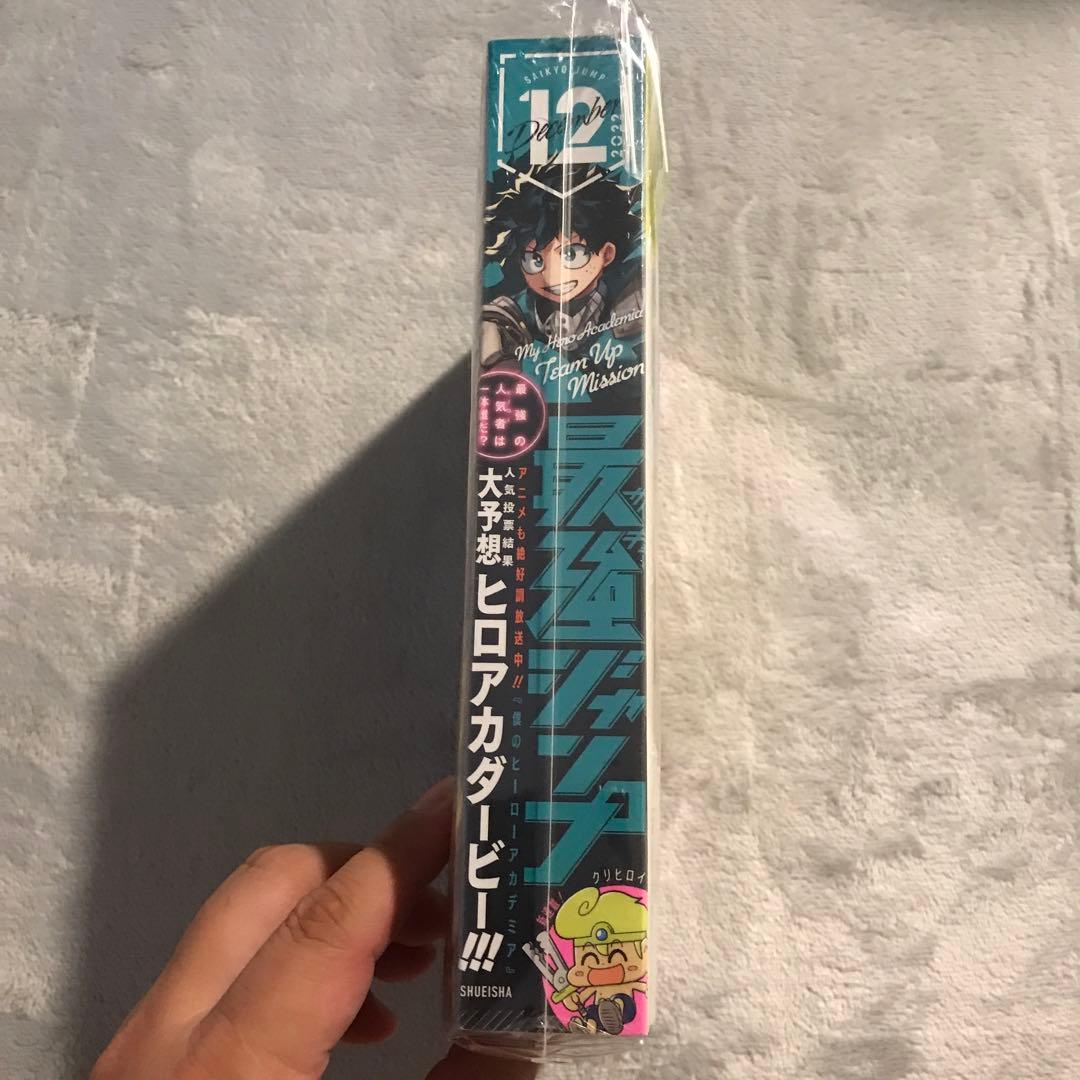 SAIKYO JUMP
12
December
2022
My Hero Academia
Team Up
Mission
最強の
人気者は
一体誰だ?
最強ジャンプ
アニメも絶好調放送中!!『僕のヒーローアカデミア』
人気投票結果
大予想
ヒロアカダービー!!!
クリヒロイ
SHUEISHA